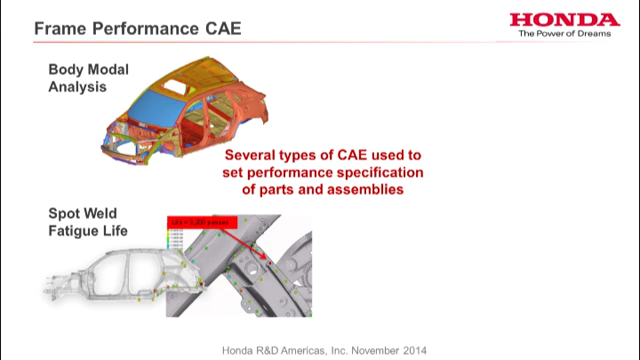 Frame Performance CAE
HONDA
The Power of Dreams
Body Modal
Analysis
Several types of CAE used to
set performance specification
of parts and assemblies
Spot Weld
Fatigue Life
Honda R&D Americas, Inc. November 2014